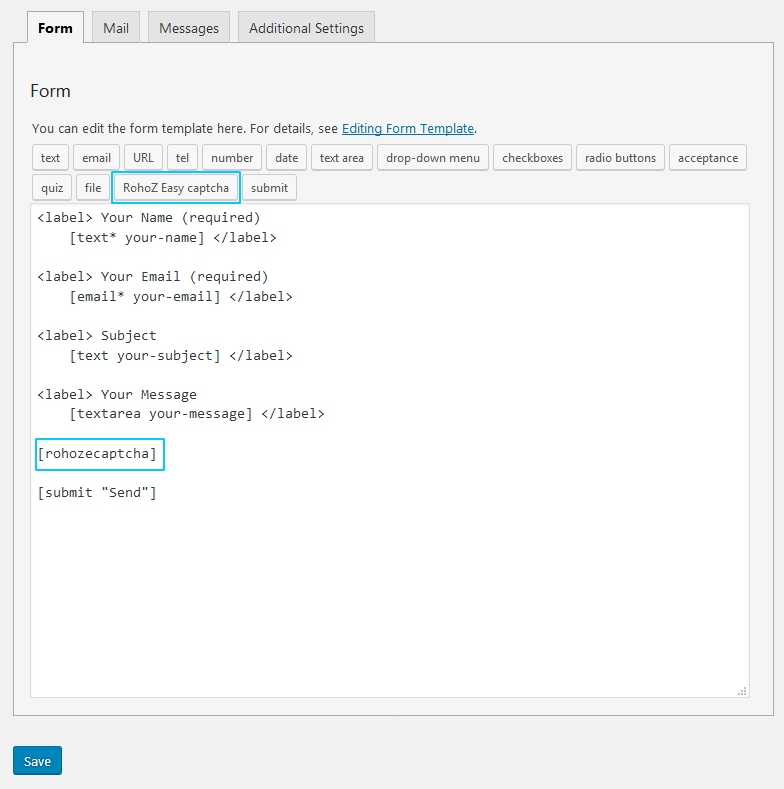 Form Mail Messages Additional Settings
Form
You can edit the form template here. For details, see Editing Form Template.
text email URL tel number date text area drop-down menu checkboxes radio buttons acceptance
quiz file RohoZ Easy captcha submit
<label> Your Name (required)
    [text* your-name] </label>
<label> Your Email (required)
    [email* your-email] </label>
<label> Subject
    [text your-subject] </label>
<label> Your Message
    [textarea your-message] </label>
[rohozecaptcha]
[submit "Send"]
Save